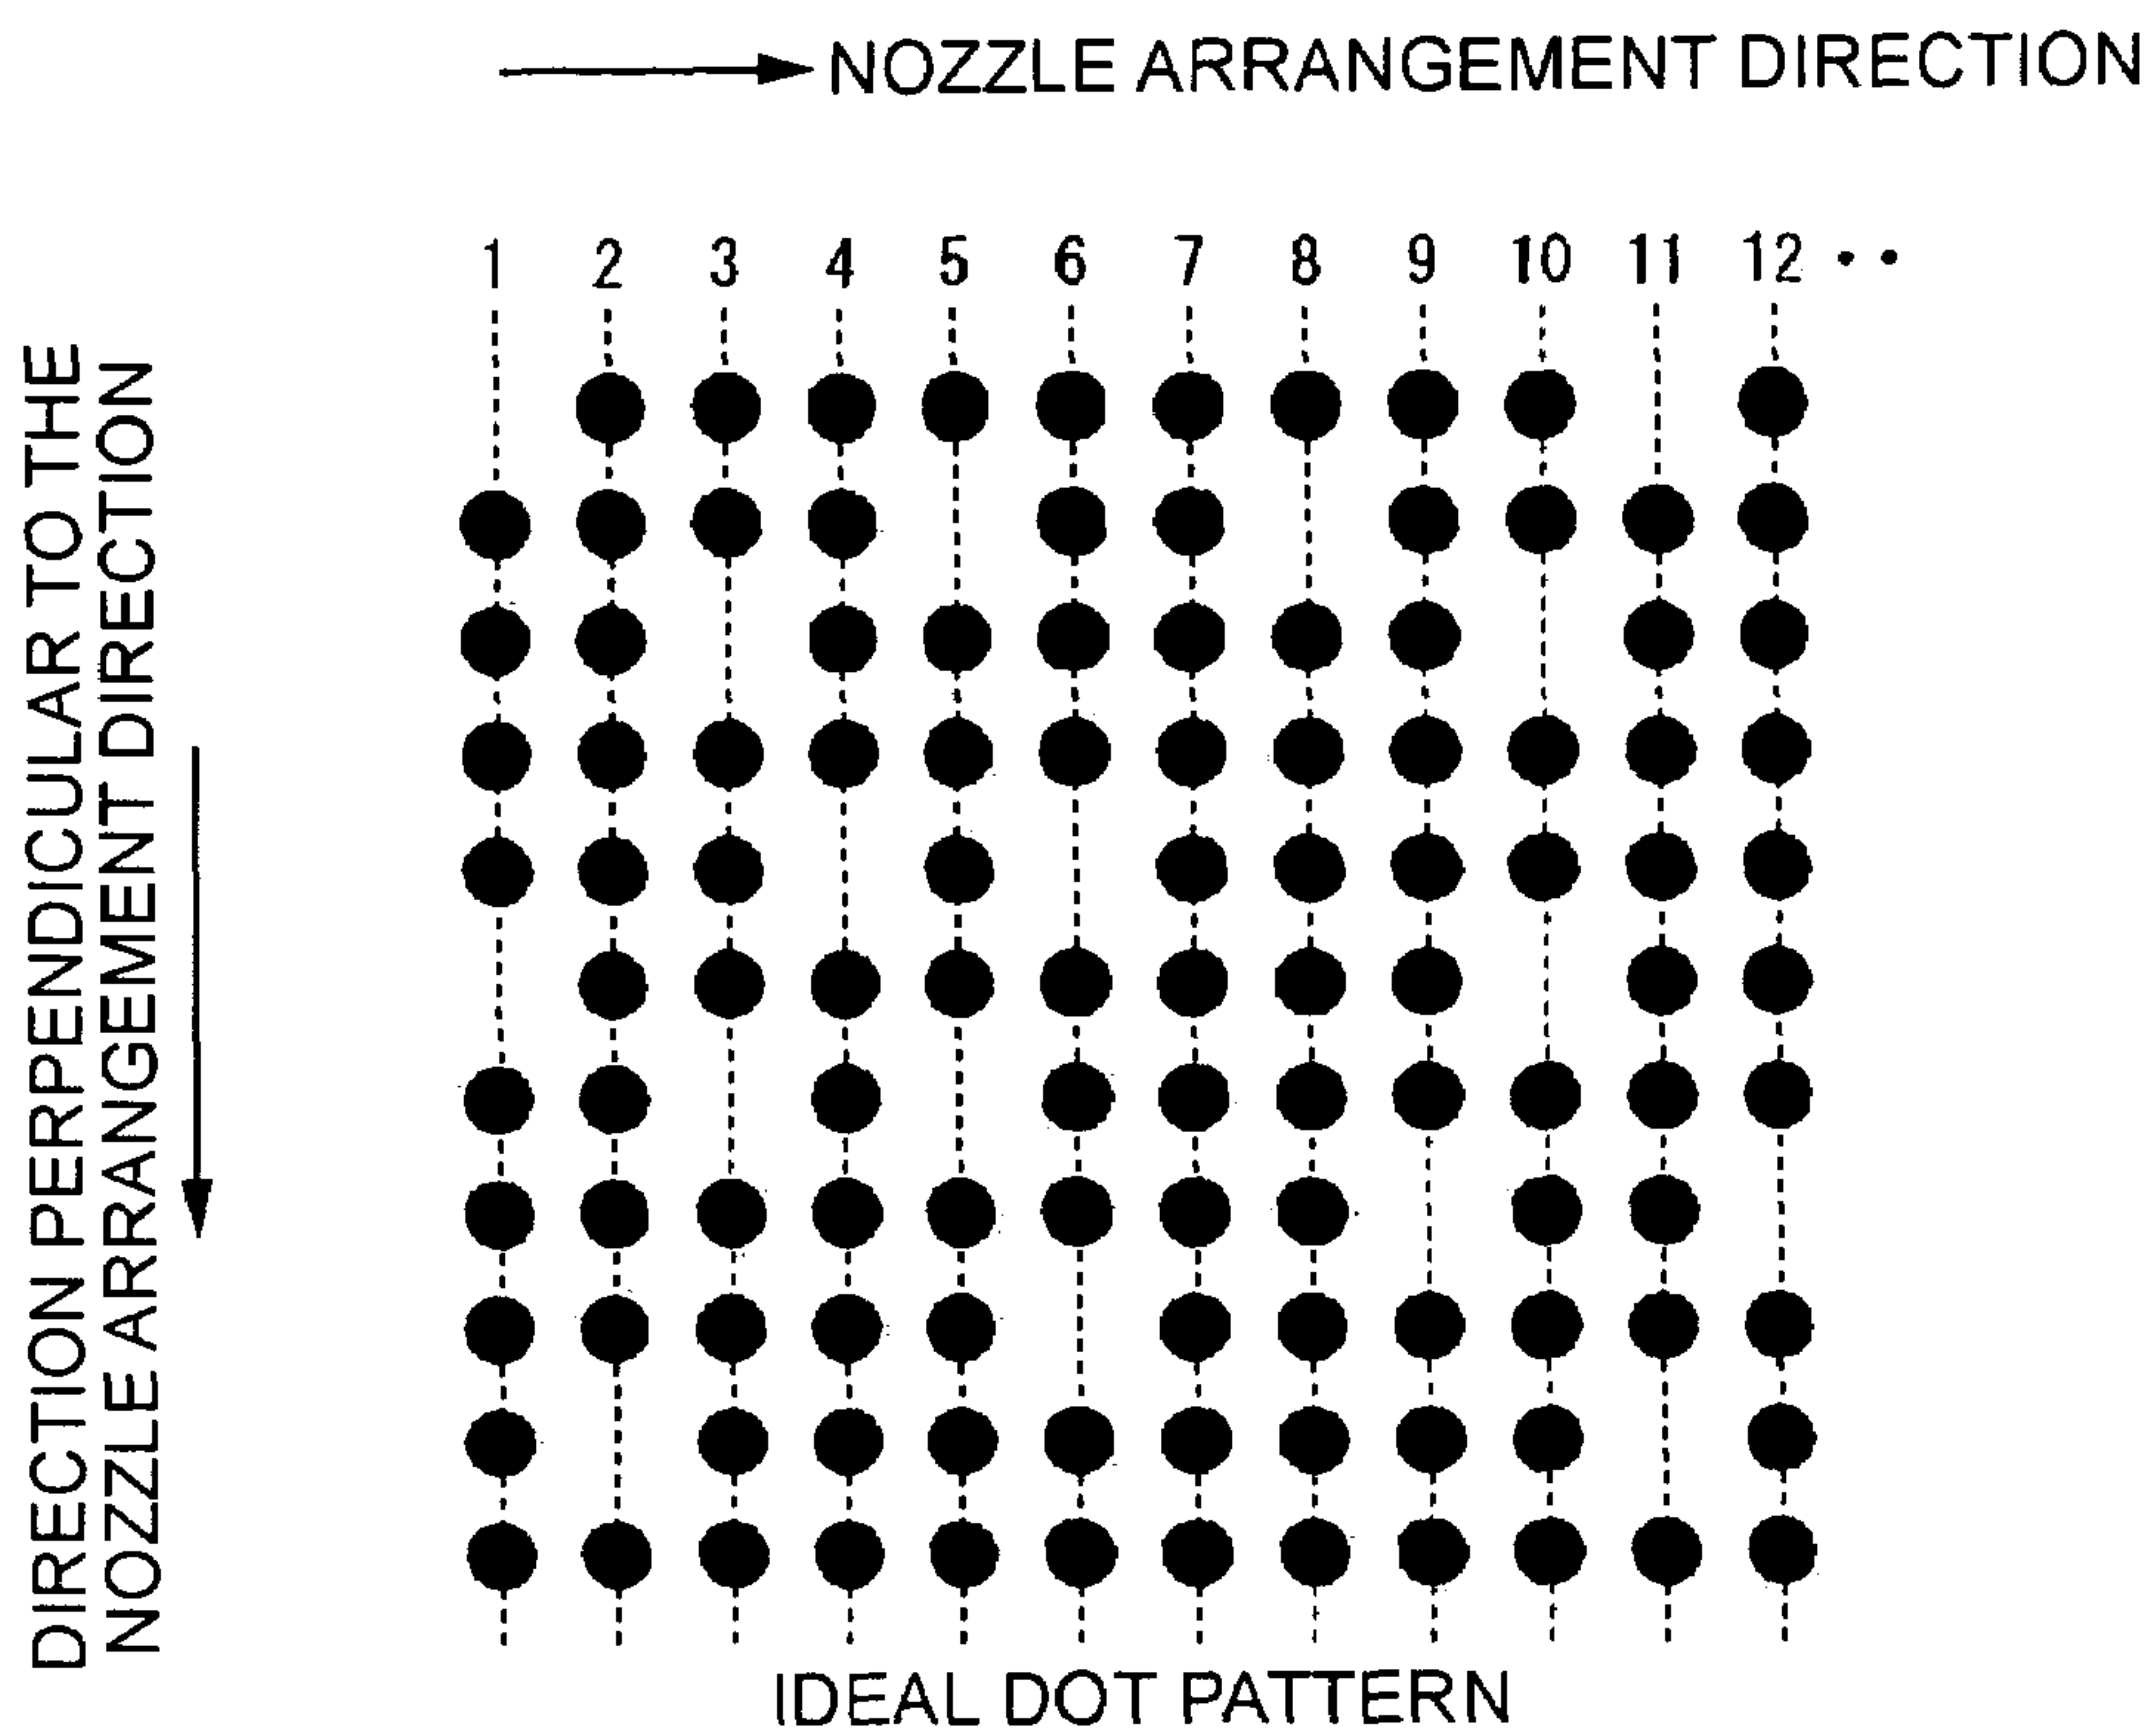 NOZZLE ARRANGEMENT DIRECTION
1 2 3 4 5 6 7 8 9 10 11 12 • •
DIRECTION PERPENDICULAR TO THE
NOZZLE ARRANGEMENT DIRECTION
IDEAL DOT PATTERN